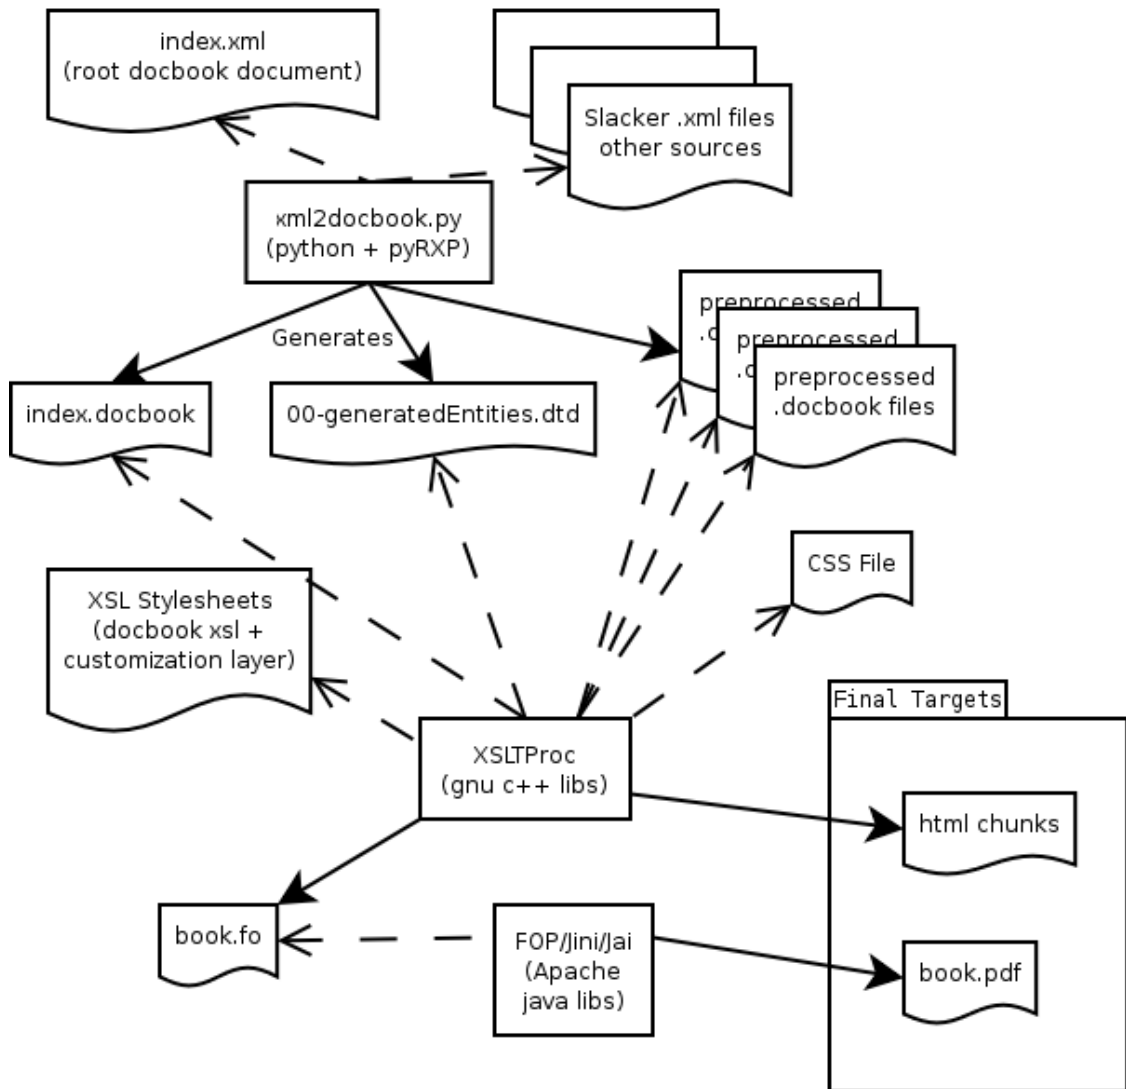 index.xml
(root docbook document)
Slacker .xml files
other sources
xml2docbook.py
(python + pyRXP)
Generates
preprocessed
preprocessed
preprocessed
.docbook files
index.docbook
00-generatedEntities.dtd
CSS File
XSL Stylesheets
(docbook xsl +
customization layer)
Final Targets
XSLTProc
(gnu c++ libs)
html chunks
book.fo
FOP/Jini/Jai
(Apache
java libs)
book.pdf